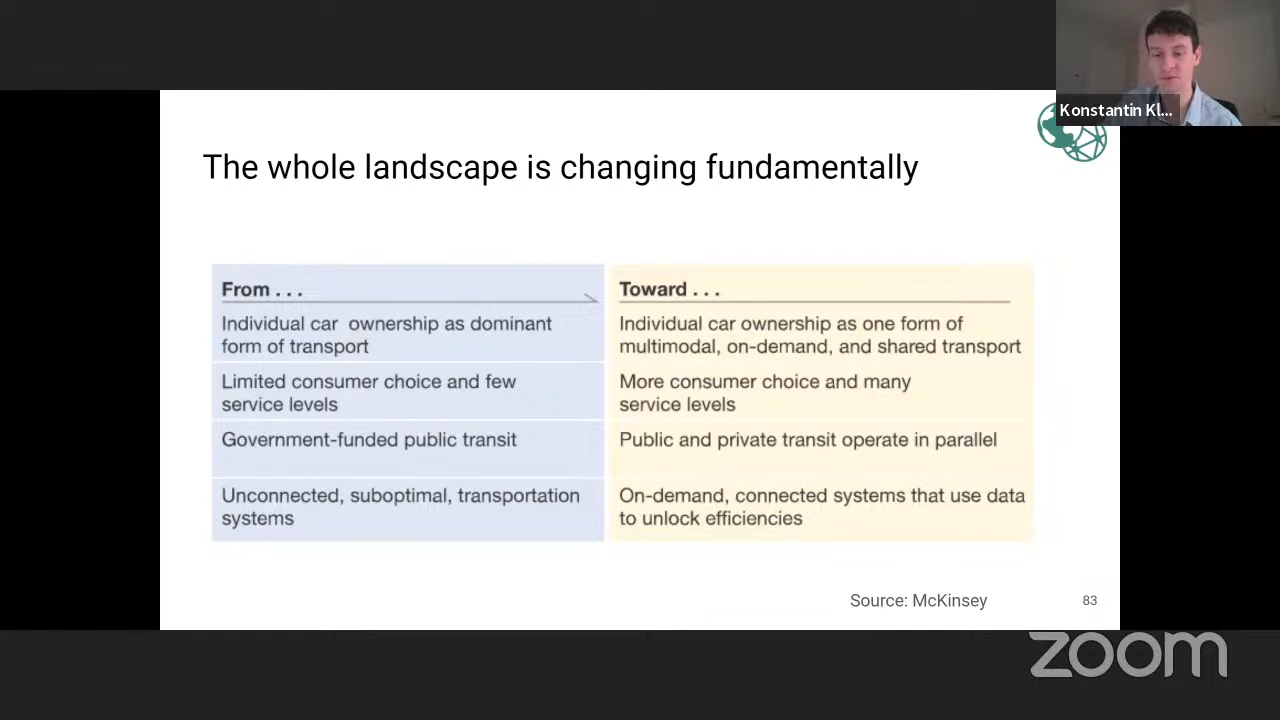 Konstantin Kl...
The whole landscape is changing fundamentally
From . . .
Toward . . .
Individual car ownership as dominant
form of transport
Individual car ownership as one form of
multimodal, on-demand, and shared transport
Limited consumer choice and few
service levels
More consumer choice and many
service levels
Government-funded public transit
Public and private transit operate in parallel
Unconnected, suboptimal, transportation
systems
On-demand, connected systems that use data
to unlock efficiencies
Source: McKinsey
83
zoom